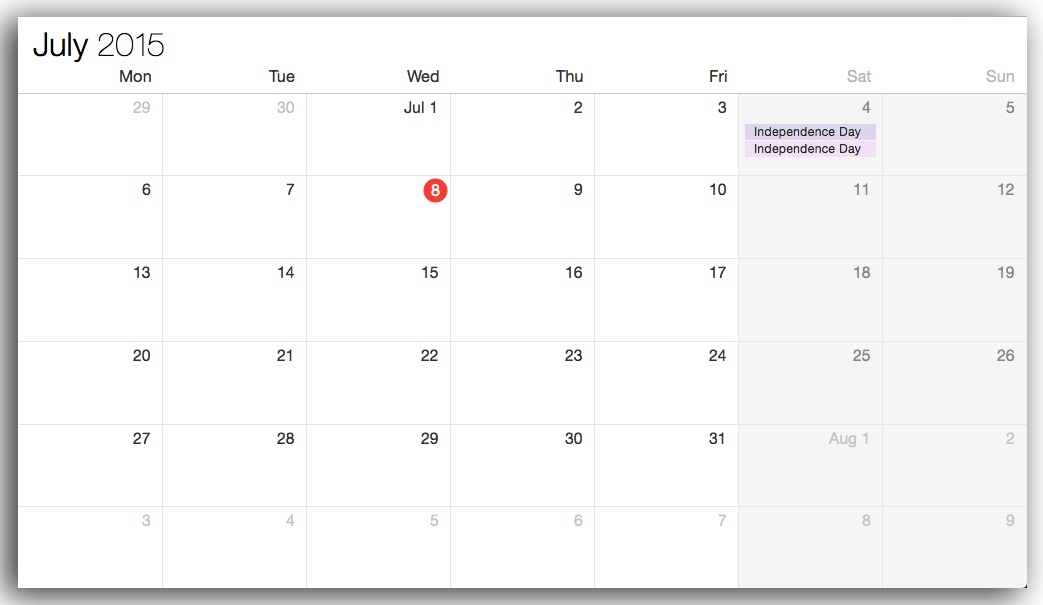 July 2015
Mon Tue Wed Thu Fri Sat Sun
29 30 Jul 1 2 3 4 5
Independence Day
Independence Day
6 7 8 9 10 11 12
13 14 15 16 17 18 19
20 21 22 23 24 25 26
27 28 29 30 31 Aug 1 2
3 4 5 6 7 8 9